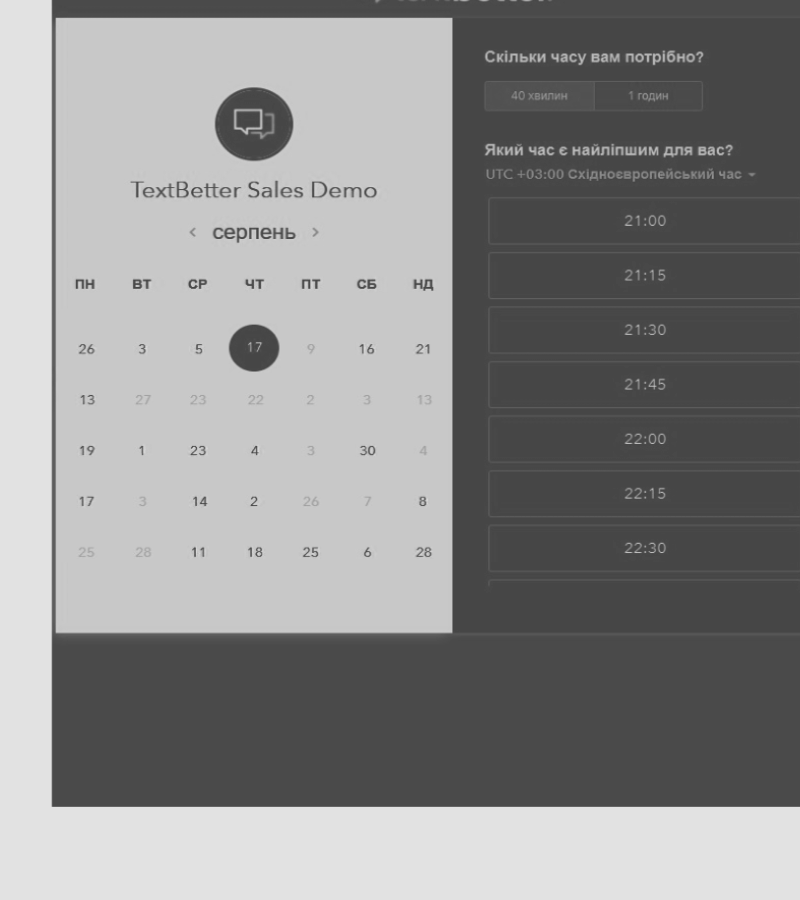 TextBetter Sales Demo
‹ серпень ›
ПН ВТ СР ЧТ ПТ СБ НД
26 3 5 17 9 16 21
13 27 23 22 2 3 13
19 1 23 4 3 30 4
17 3 14 2 26 7 8
25 28 11 18 25 6 28
Скільки часу вам потрібно?
40 хвилин 1 годин
Який час є найліпшим для вас?
UTC +03:00 Східноєвропейський час
21:00
21:15
21:30
21:45
22:00
22:15
22:30